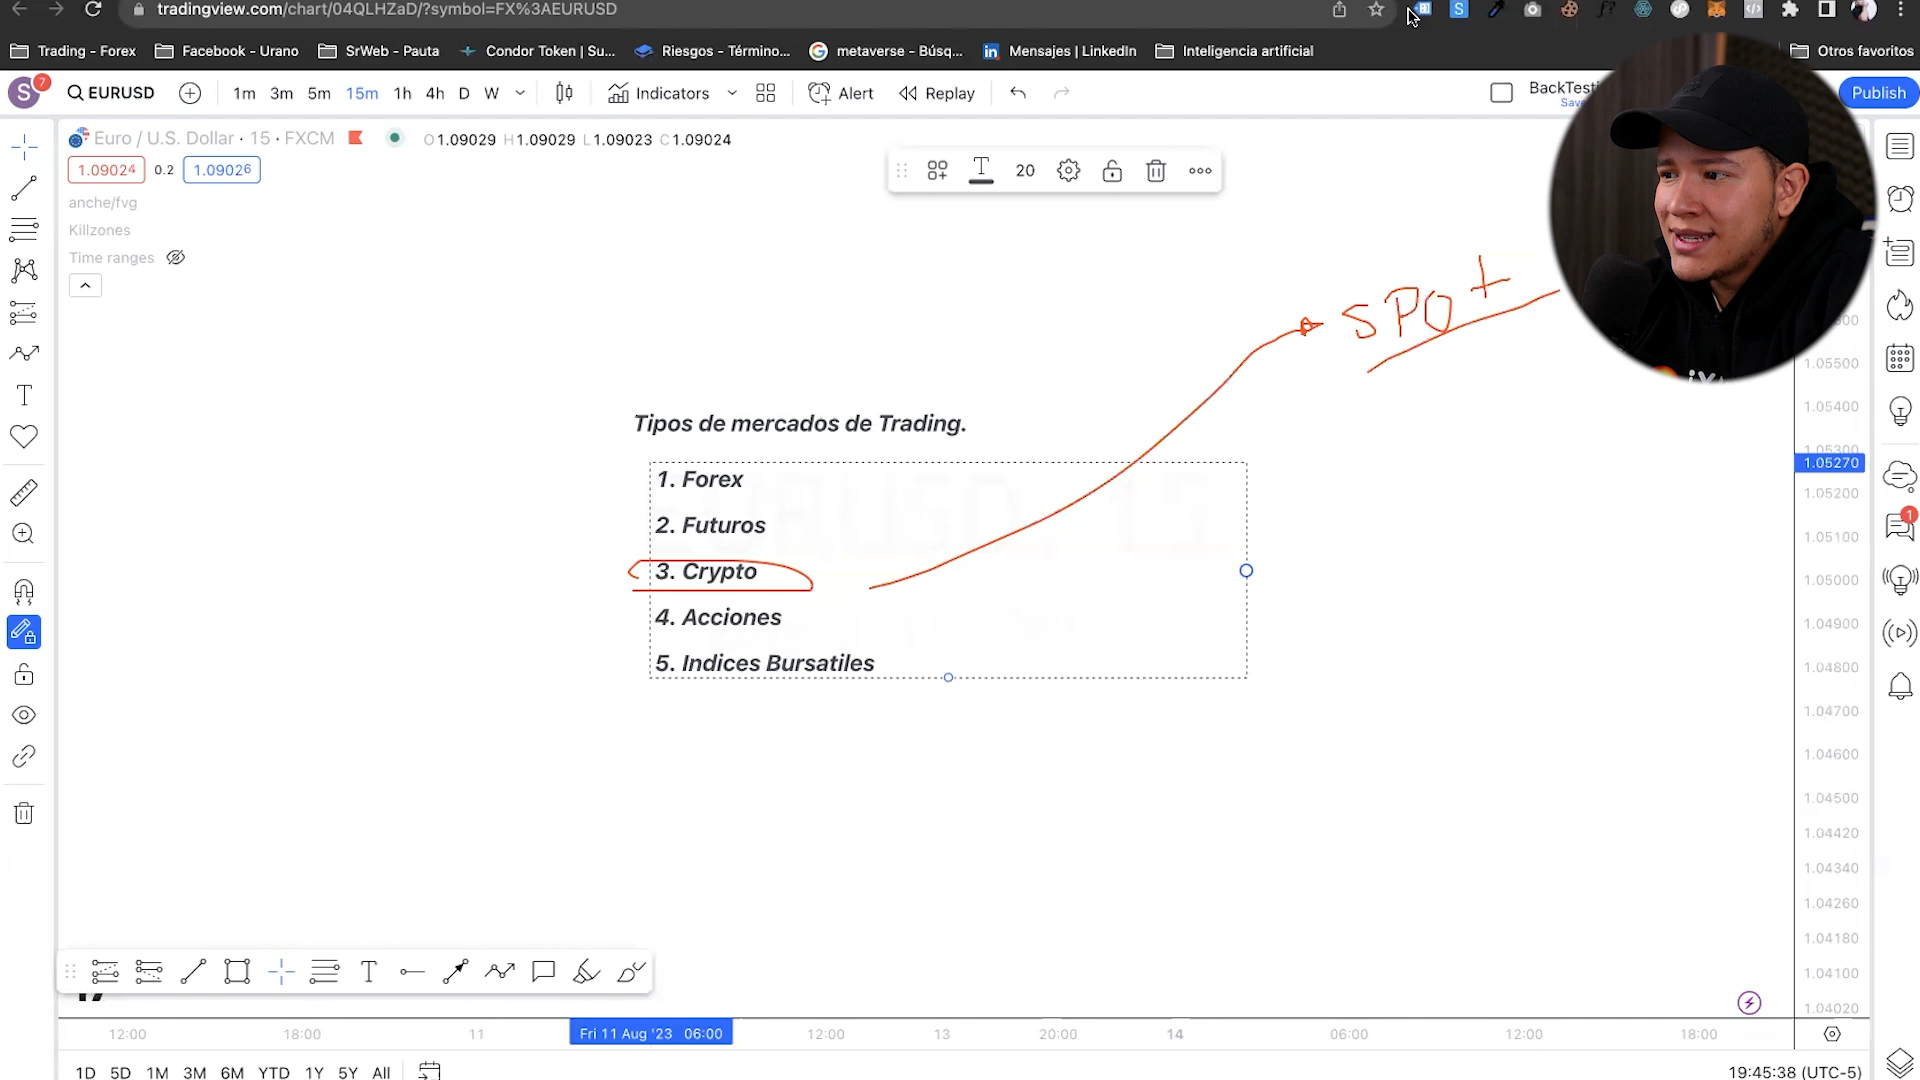 tradingview.com/chart/04QLHZaD/?symbol=FX%3AEURUSD
Trading - Forex Facebook - Urano SrWeb - Pauta Condor Token | Su... Riesgos - Término... metaverse - Búsq... Mensajes | LinkedIn Inteligencia artificial Otros favoritos
S 7 EURUSD 1m 3m 5m 15m 1h 4h D W Indicators Alert Replay BackTesti Publish
Save
Euro / U.S. Dollar · 15 · FXCM O1.09029 H1.09029 L1.09023 C1.09024
1.09024 0.2 1.09026
20
anche/fvg
Killzones
Time ranges
SPOt
Tipos de mercados de Trading.
1. Forex
2. Futuros
3. Crypto
4. Acciones
5. Indices Bursatiles
1.05500
1.05400
1.05300
1.05270
1.05200
1.05100
1.05000
1.04900
1.04800
1.04700
1.04600
1.04500
1.04420
1.04340
1.04260
1.04180
1.04100
1.04020
1
12:00 18:00 11 Fri 11 Aug '23 06:00 12:00 13 20:00 14 06:00 12:00 18:00
1D 5D 1M 3M 6M YTD 1Y 5Y All 19:45:38 (UTC-5)